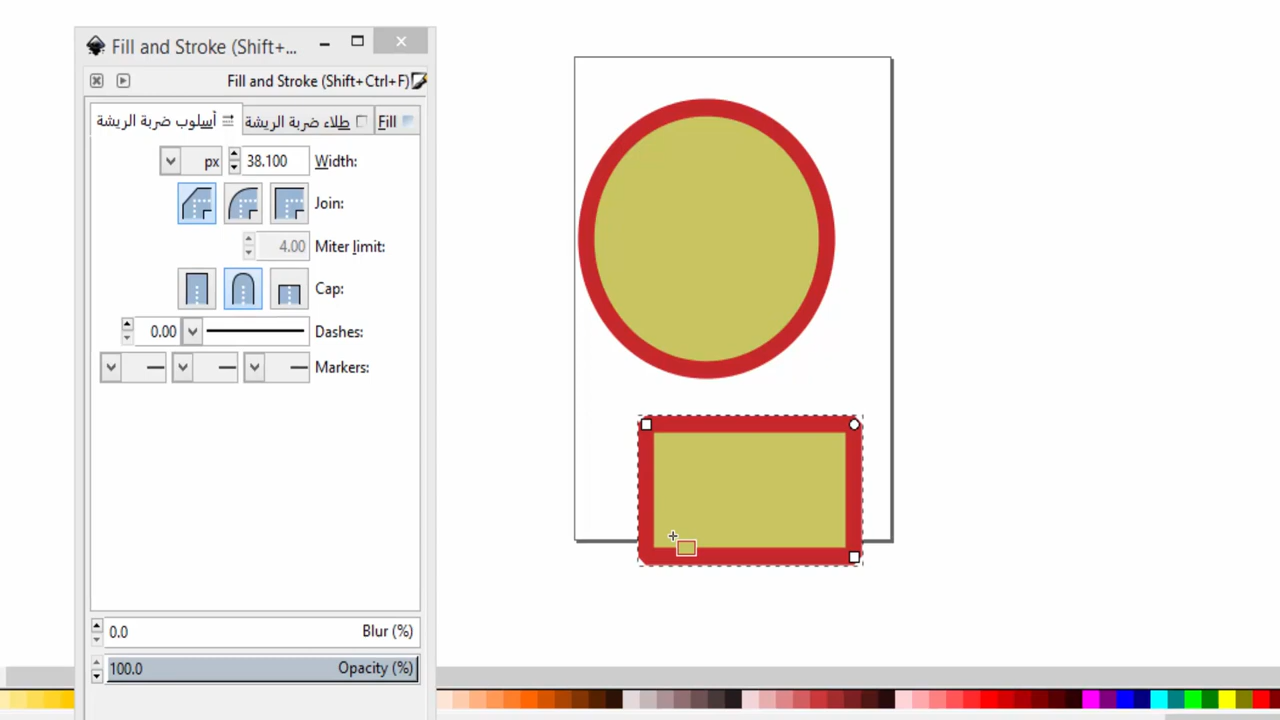 Fill and Stroke (Shift+...
Fill and Stroke (Shift+Ctrl+F)
أسلوب ضربة الريشة طلاء ضربة الريشة Fill
px 38.100 Width:
Join:
4.00 Miter limit:
Cap:
0.00 Dashes:
Markers:
0.0 Blur (%)
100.0 Opacity (%)